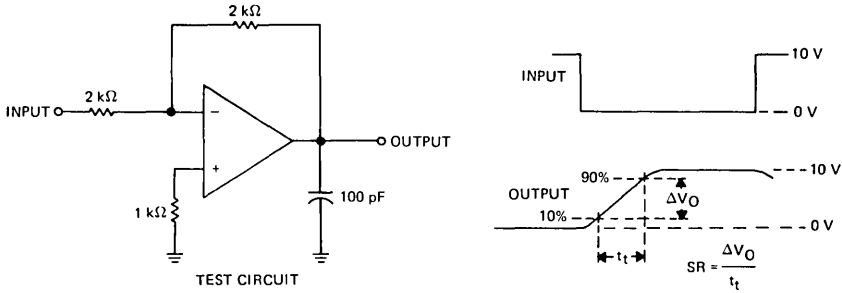 2 kΩ
INPUT
2 kΩ
−
+
OUTPUT
1 kΩ
100 pF
TEST CIRCUIT
INPUT
10 V
0 V
OUTPUT
90%
10%
10 V
ΔVO
0 V
tt
SR = ΔVO / tt